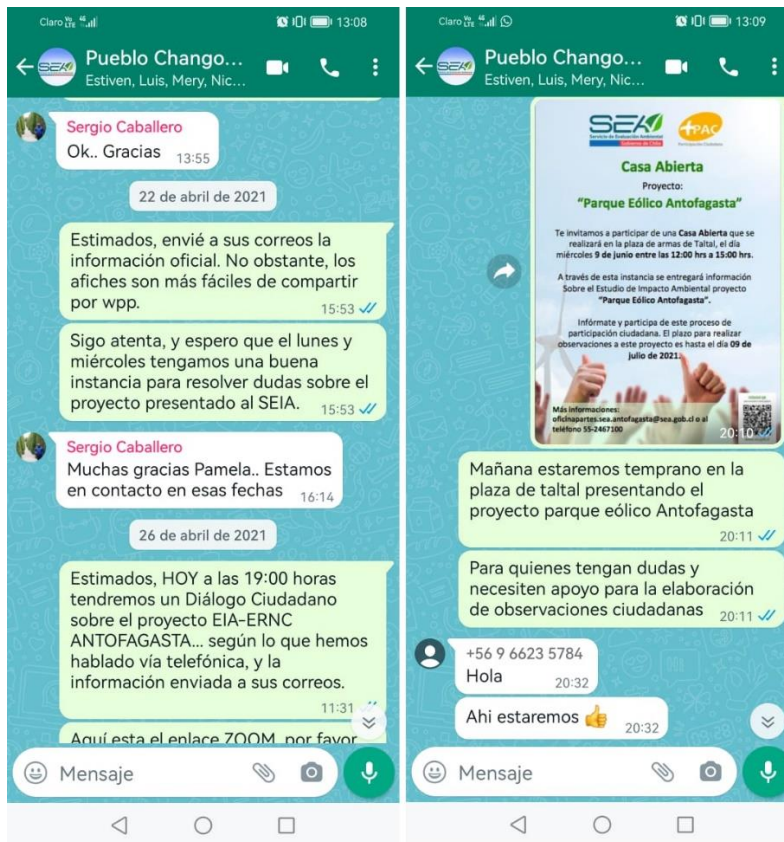 Claro
13:08
Pueblo Chango...
Estiven, Luis, Mery, Nic...
Sergio Caballero
Ok.. Gracias
13:55
22 de abril de 2021
Estimados, envié a sus correos la
información oficial. No obstante, los
afiches son más fáciles de compartir
por wpp.
15:53
Sigo atenta, y espero que el lunes y
miércoles tengamos una buena
instancia para resolver dudas sobre el
proyecto presentado al SEIA.
15:53
Sergio Caballero
Muchas gracias Pamela.. Estamos
en contacto en esas fechas
16:14
26 de abril de 2021
Estimados, HOY a las 19:00 horas
tendremos un Diálogo Ciudadano
sobre el proyecto EIA-ERNC
ANTOFAGASTA... según lo que hemos
hablado vía telefónica, y la
información enviada a sus correos.
11:31
Aquí esta el enlace ZOOM, por favor
Mensaje
Claro
13:09
Pueblo Chango...
Estiven, Luis, Mery, Nic...
SEA
Servicio de Evaluación Ambiental
Gobierno de Chile
+PAC
Participación Ciudadana
Casa Abierta
Proyecto:
"Parque Eólico Antofagasta"
Te invitamos a participar de una Casa Abierta que se
realizará en la plaza de armas de Taltal, el día
miércoles 9 de junio entre las 12:00 hrs a 15:00 hrs.
A través de esta instancia se entregará información
Sobre el Estudio de Impacto Ambiental proyecto
"Parque Eólico Antofagasta".
Infórmate y participa de este proceso de
participación ciudadana. El plazo para realizar
observaciones a este proyecto es hasta el día 09 de
julio de 2021.
Más informaciones:
oficinapartes.sea.antofagasta@sea.gob.cl o al
teléfono 55-2467100
20:10
Mañana estaremos temprano en la
plaza de taltal presentando el
proyecto parque eólico Antofagasta
20:11
Para quienes tengan dudas y
necesiten apoyo para la elaboración
de observaciones ciudadanas
20:11
+56 9 6623 5784
Hola
20:32
Ahi estaremos 👍
20:32
Mensaje